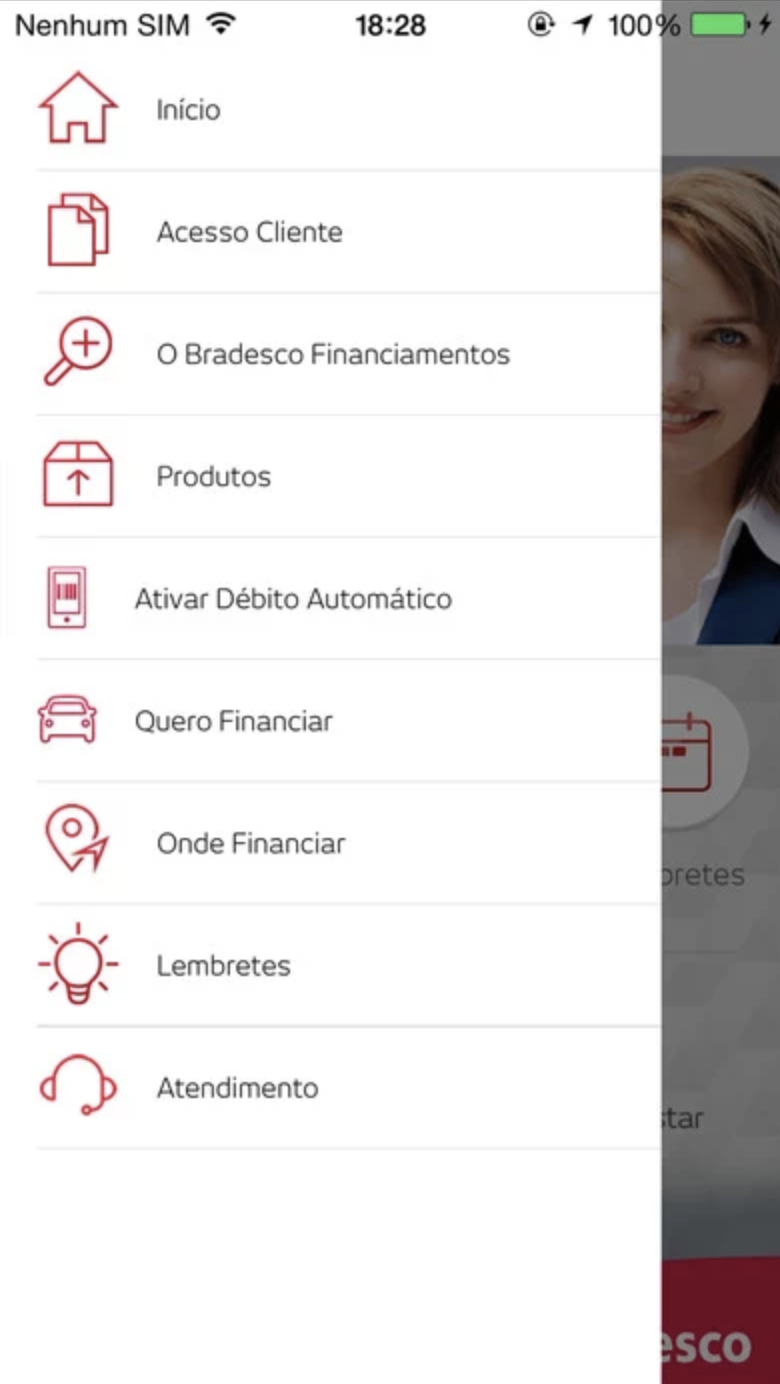 Nenhum SIM 18:28 100%
Início
Acesso Cliente
O Bradesco Financiamentos
Produtos
Ativar Débito Automático
Quero Financiar
Onde Financiar
bretes
Lembretes
Atendimento
star
esco